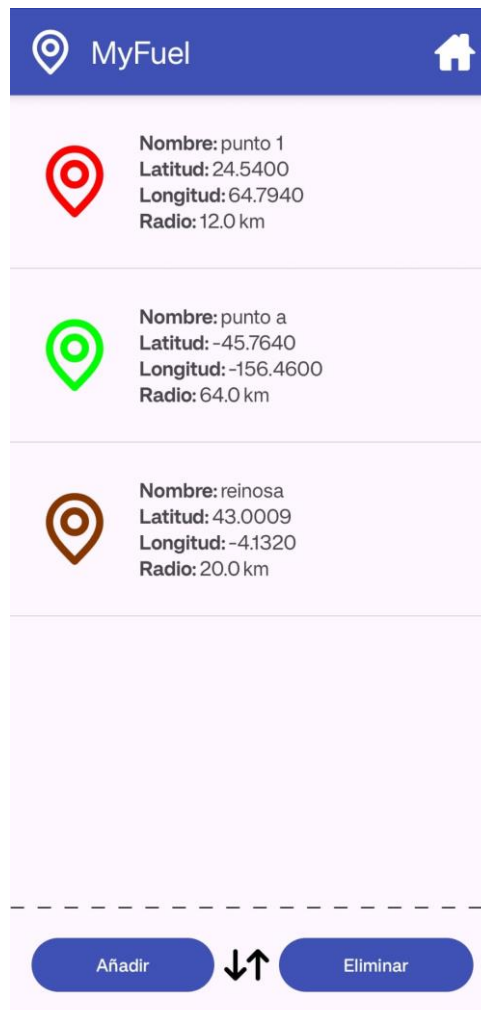 MyFuel
Nombre: punto 1
Latitud: 24.5400
Longitud: 64.7940
Radio: 12.0 km
Nombre: punto a
Latitud: -45.7640
Longitud: -156.4600
Radio: 64.0 km
Nombre: reinosa
Latitud: 43.0009
Longitud: -4.1320
Radio: 20.0 km
Añadir
Eliminar